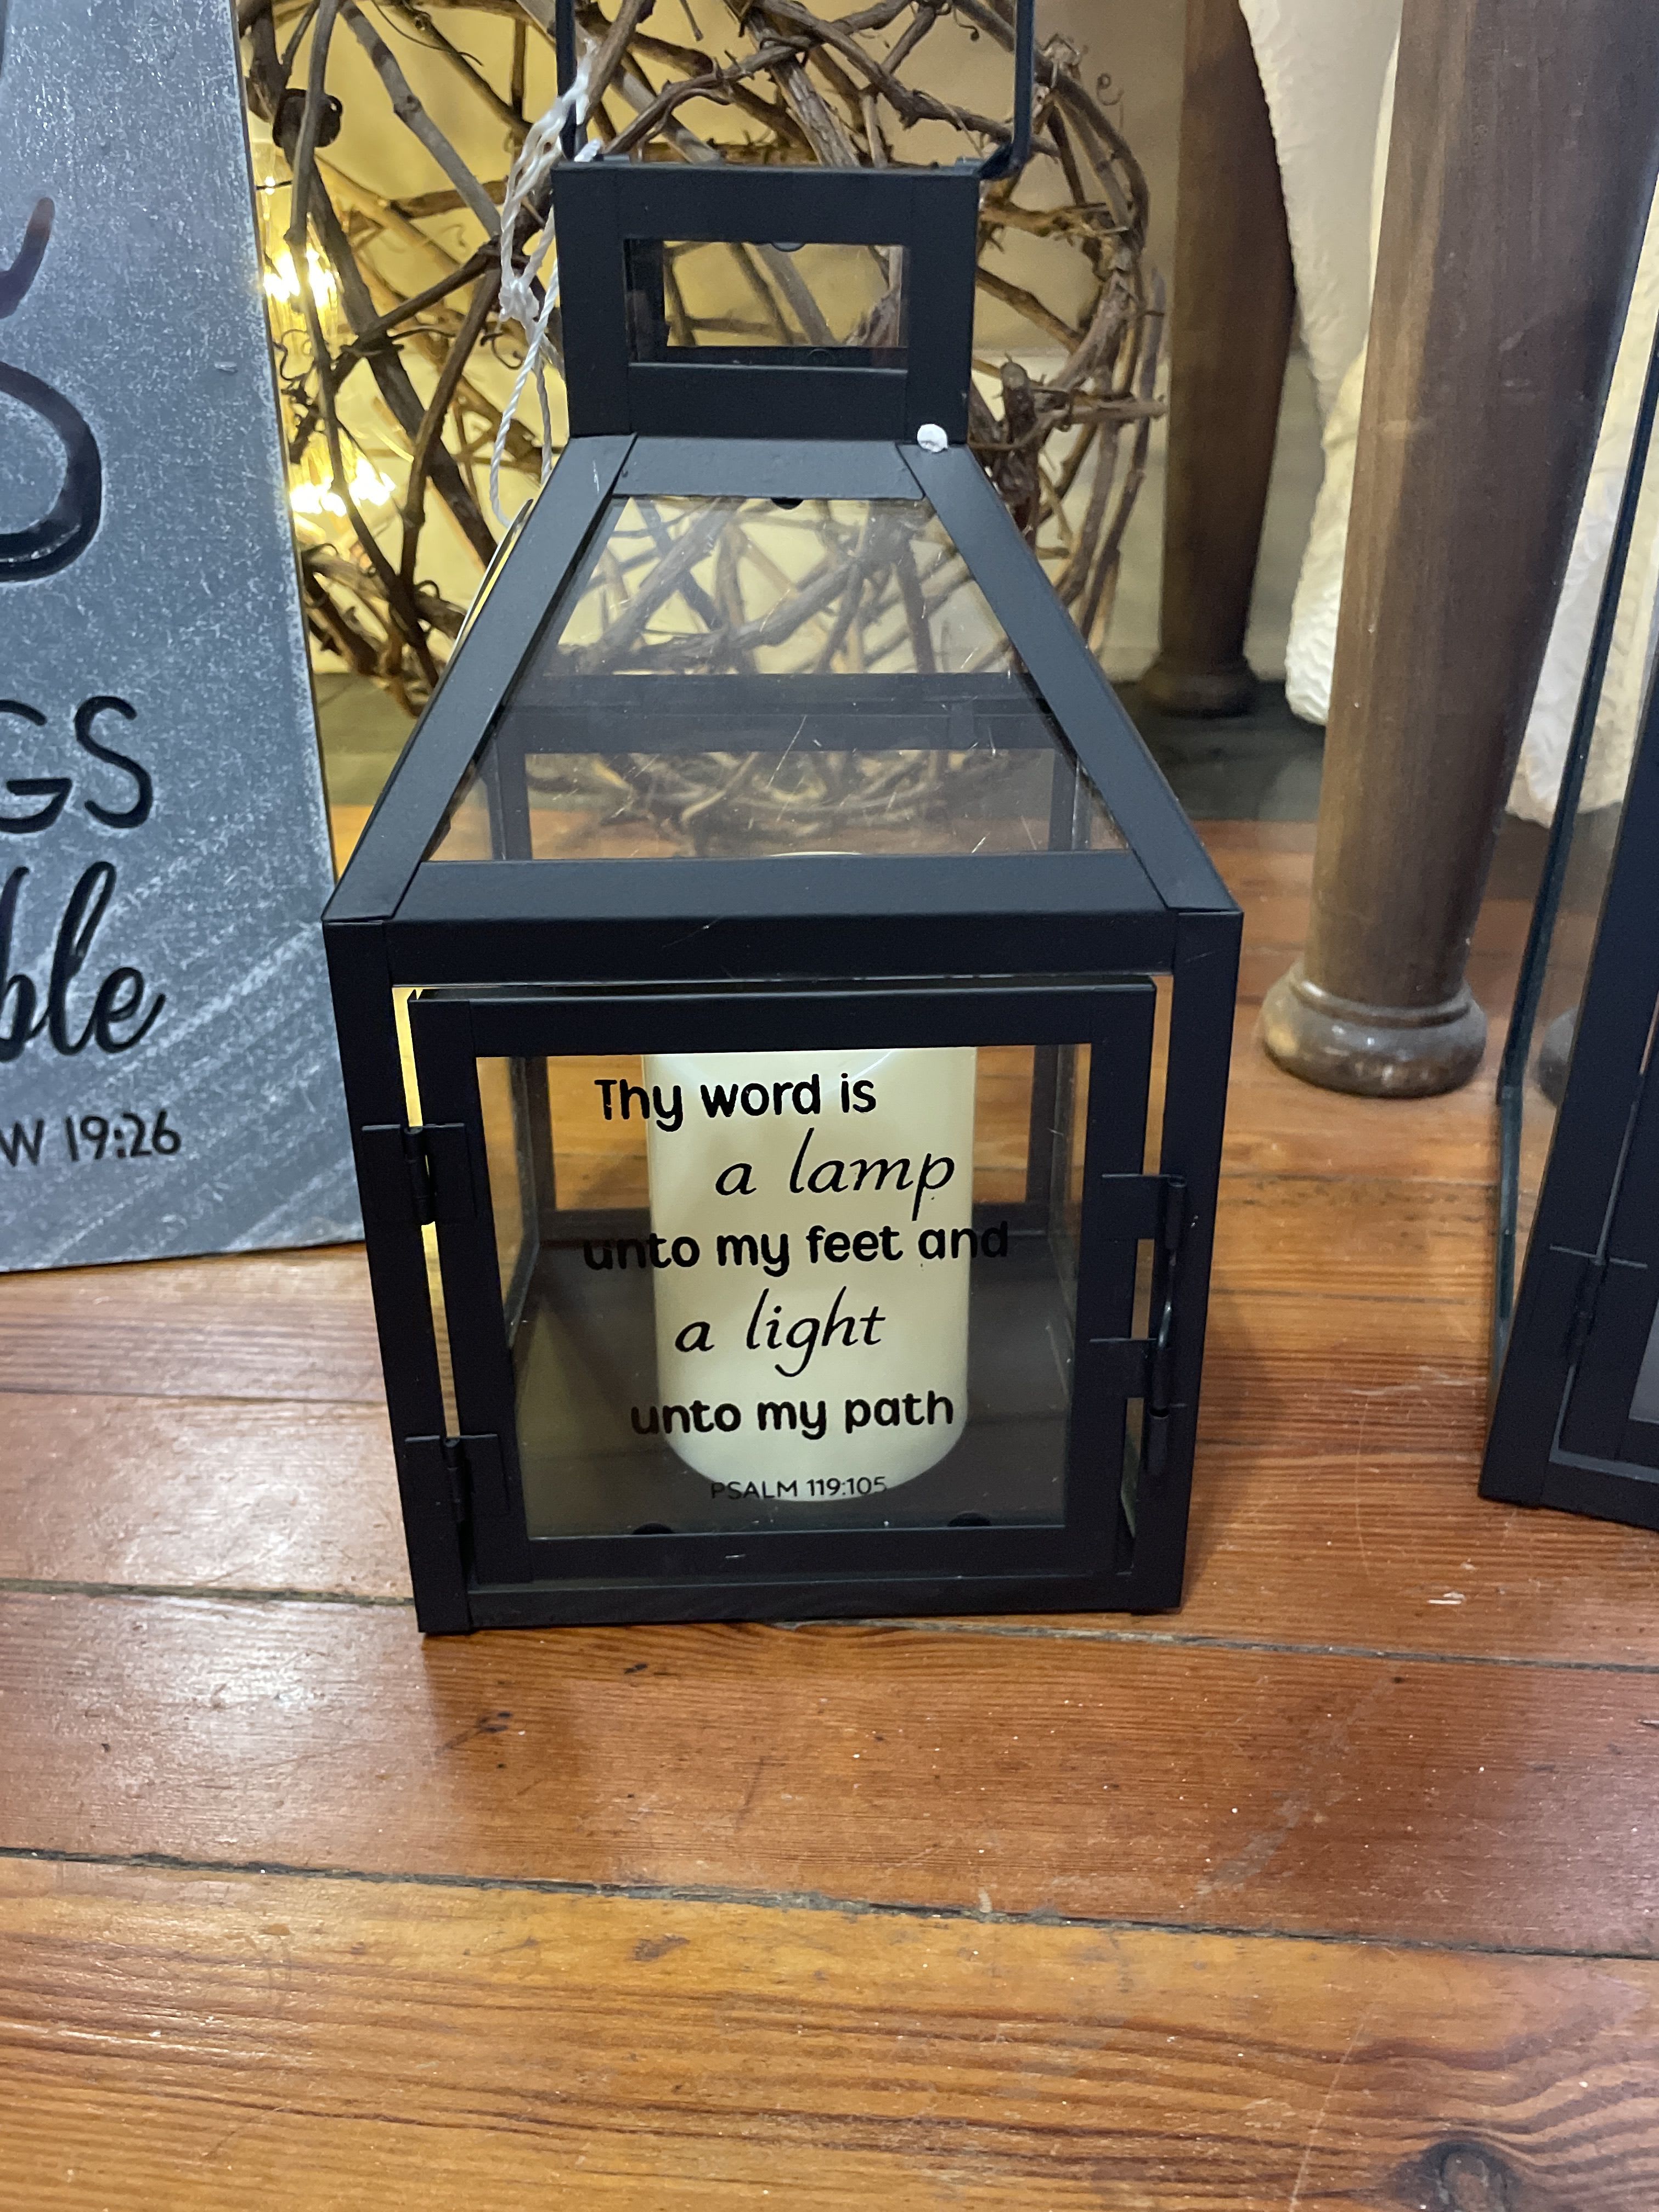 GS
ble
W 19:26
Thy word is
a lamp
unto my feet and
a light
unto my path
PSALM 119:105